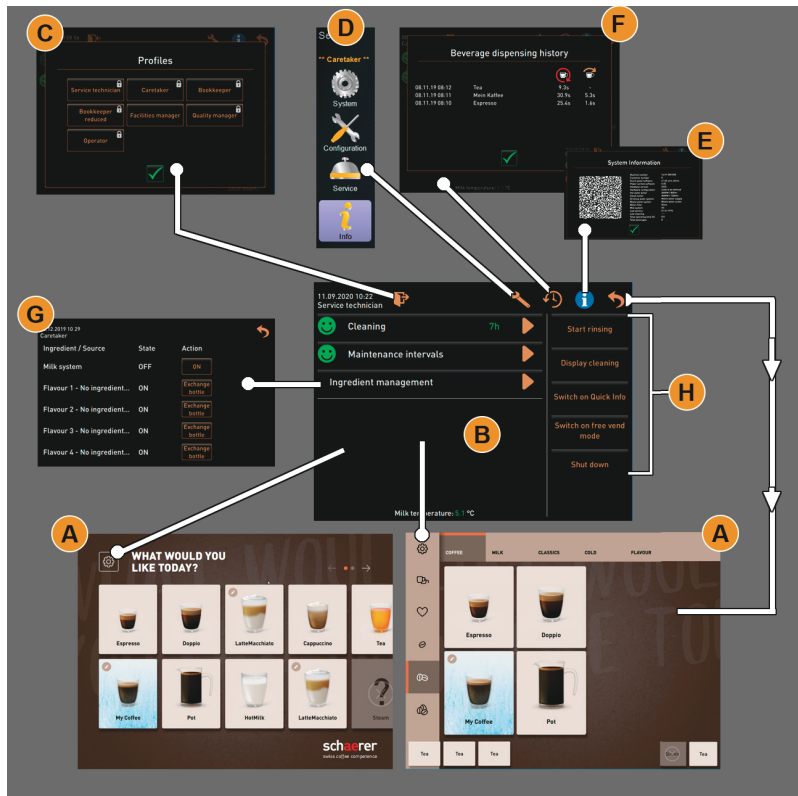 C
Profiles
Service technician
Caretaker
Bookkeeper
Bookkeeper
reduced
Facilities manager
Quality manager
Operator
D
** Caretaker **
System
Configuration
Service
Info
F
Beverage dispensing history
08.11.19 08:12 Tea 9.3s -
08.11.19 08:11 Mein Kaffee 30.9s 5.3s
08.11.19 08:10 Espresso 25.4s 1.6s
E
System Information
G
.12.2019 10 29
Caretaker
Ingredient / Source State Action
Milk system OFF ON
Flavour 1 - No ingredient... ON Exchange
bottle
Flavour 2 - No ingredient... ON Exchange
bottle
Flavour 3 - No ingredient... ON Exchange
bottle
Flavour 4 - No ingredient... ON Exchange
bottle
11.09.2020 10:22
Service technician
Cleaning 7h
Maintenance intervals
Ingredient management
B
Milk temperature: 5.1 °C
Start rinsing
Display cleaning
Switch on Quick Info
Switch on free vend
mode
Shut down
H
A
WHAT WOULD YOU
LIKE TODAY?
Espresso
Doppio
LatteMacchiato
Cappuccino
Tea
My Coffee
Pot
HotMilk
LatteMacchiato
Steam
schaerer
swiss coffee competence
A
COFFEE MILK CLASSICS COLD FLAVOUR
Espresso
Doppio
My Coffee
Pot
Tea Tea Tea Tea